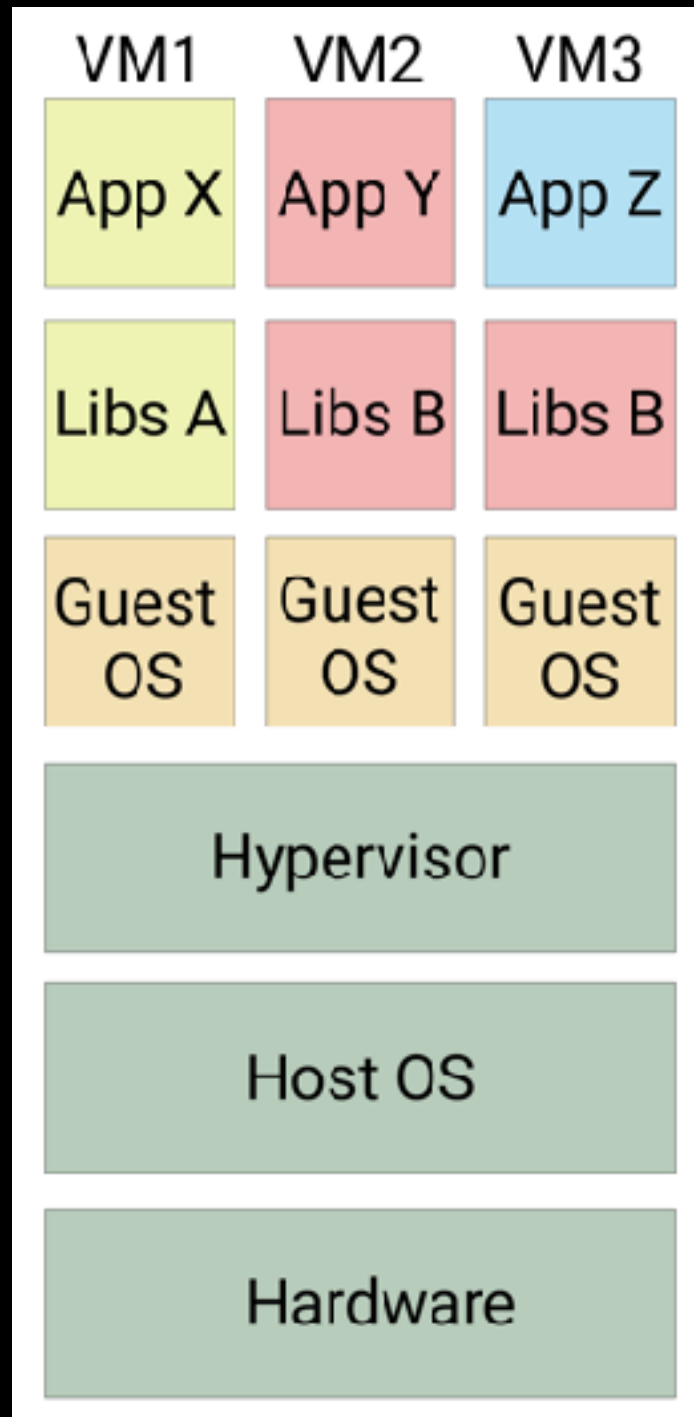 VM1 VM2 VM3
App X App Y App Z
Libs A Libs B Libs B
Guest Guest Guest
OS OS OS
Hypervisor
Host OS
Hardware